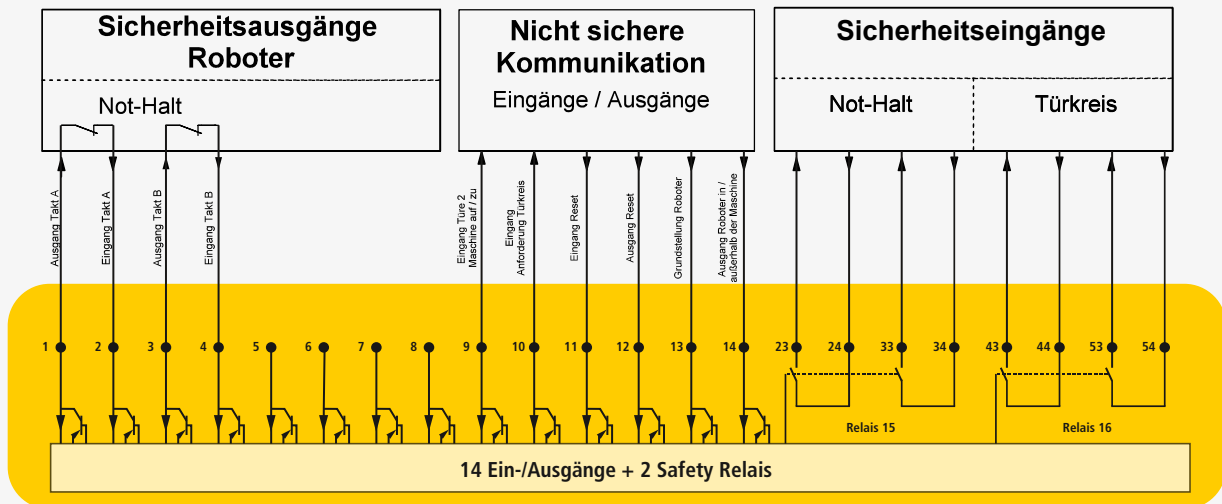 Sicherheitsausgänge
Roboter
Not-Halt
Nicht sichere
Kommunikation
Eingänge / Ausgänge
Sicherheitseingänge
Not-Halt
Türkreis
Ausgang Takt A
Eingang Takt A
Ausgang Takt B
Eingang Takt B
Eingang Türe 2
Maschine auf / zu
Eingang
Anforderung Türkreis
Eingang Reset
Ausgang Reset
Grundstellung Roboter
Ausgang Roboter in /
außerhalb der Maschine
1
2
3
4
5
6
7
8
9
10
11
12
13
14
23
24
33
34
43
44
53
54
Relais 15
Relais 16
14 Ein-/Ausgänge + 2 Safety Relais